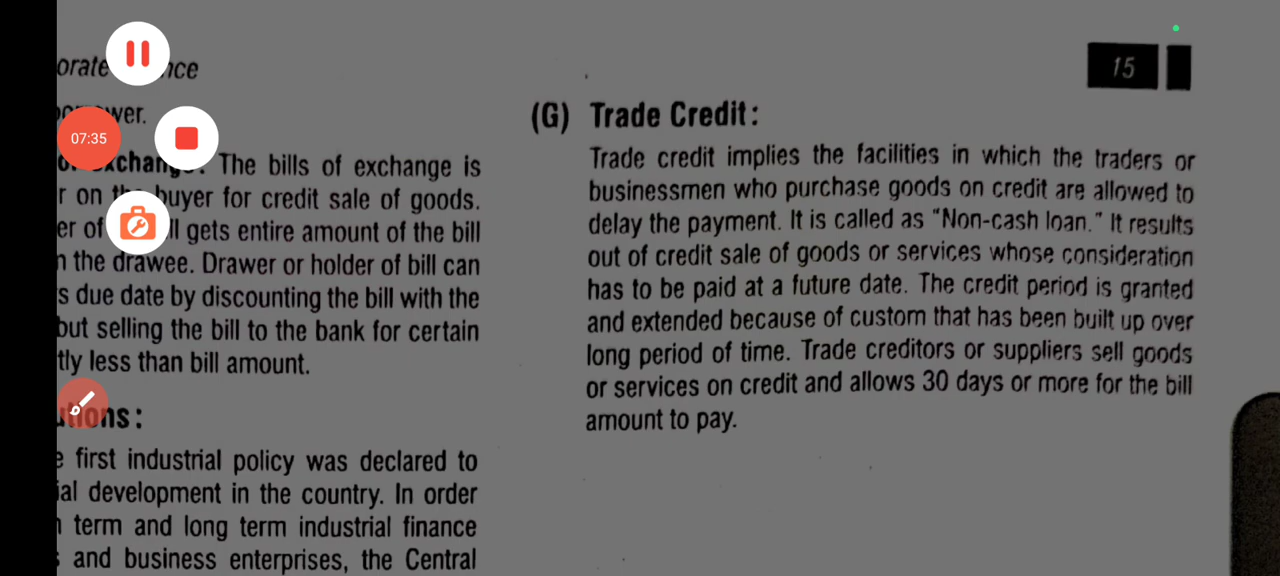 nce
15
wer.
The bills of exchange is
r on the buyer for credit sale of goods.
er of gets entire amount of the bill
the drawee. Drawer or holder of bill can
s due date by discounting the bill with the
but selling the bill to the bank for certain
tly less than bill amount.
utions:
e first industrial policy was declared to
ial development in the country. In order
term and long term industrial finance
s and business enterprises, the Central
(G) Trade Credit:
Trade credit implies the facilities in which the traders or
businessmen who purchase goods on credit are allowed to
delay the payment. It is called as "Non-cash loan." It results
out of credit sale of goods or services whose consideration
has to be paid at a future date. The credit period is granted
and extended because of custom that has been built up over
long period of time. Trade creditors or suppliers sell goods
or services on credit and allows 30 days or more for the bill
amount to pay.
07:35